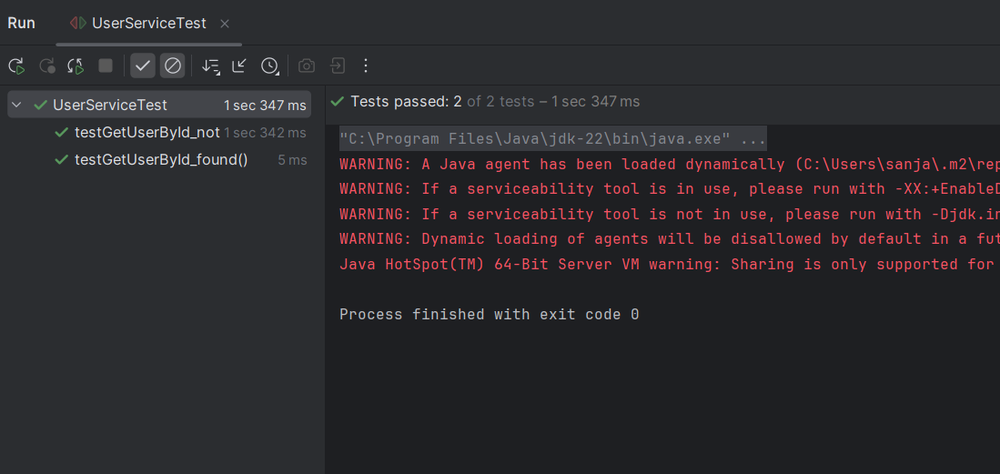 Run UserServiceTest
UserServiceTest 1 sec 347 ms
testGetUserById_not 1 sec 342 ms
testGetUserById_found() 5 ms
Tests passed: 2 of 2 tests – 1 sec 347 ms
"C:\Program Files\Java\jdk-22\bin\java.exe" ...
WARNING: A Java agent has been loaded dynamically (C:\Users\sanja\.m2\rep
WARNING: If a serviceability tool is in use, please run with -XX:+EnableD
WARNING: If a serviceability tool is not in use, please run with -Djdk.in
WARNING: Dynamic loading of agents will be disallowed by default in a fut
Java HotSpot(TM) 64-Bit Server VM warning: Sharing is only supported for
Process finished with exit code 0